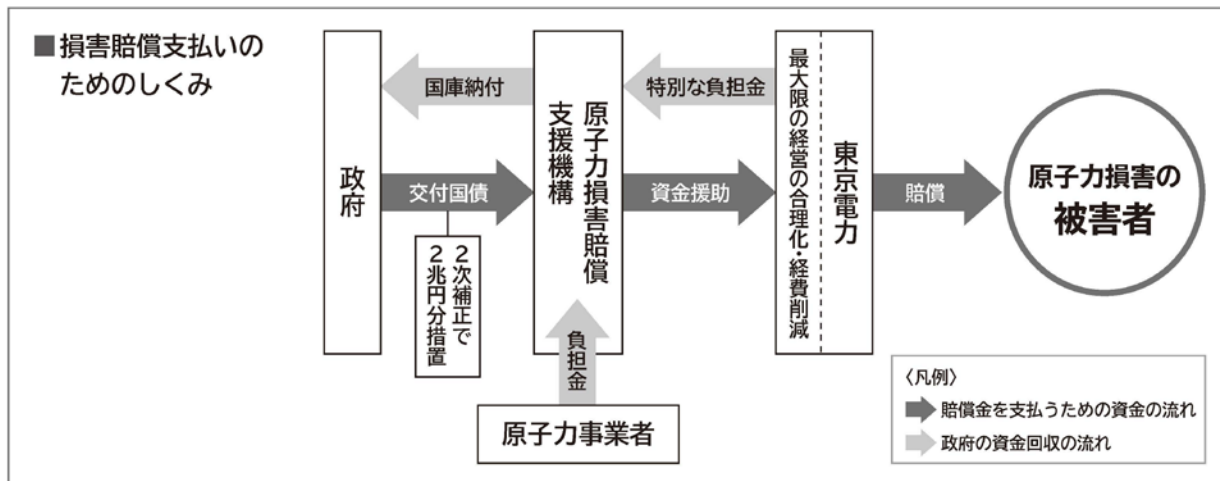 ■損害賠償支払いの
ためのしくみ
政府
国庫納付
交付国債
2次補正で
2兆円分措置
原子力損害賠償
支援機構
負担金
原子力事業者
特別な負担金
資金援助
最大限の経営の合理化・経費削減
東京電力
賠償
原子力損害の
被害者
〈凡例〉
賠償金を支払うための資金の流れ
政府の資金回収の流れ